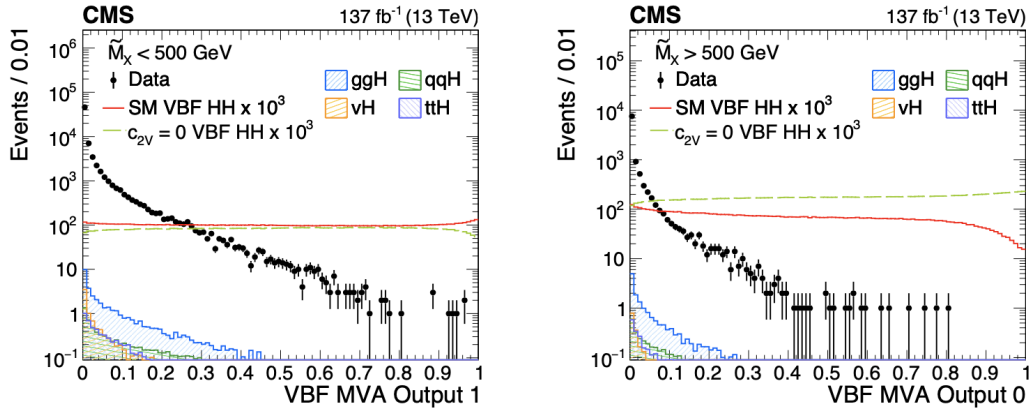 CMS 137 fb⁻¹ (13 TeV)
M̃X < 500 GeV
Data
SM VBF HH x 10³
c2V = 0 VBF HH x 10³
ggH qqH
vH ttH
Events / 0.01
10⁶
10⁵
10⁴
10³
10²
10
1
10⁻¹
0 0.1 0.2 0.3 0.4 0.5 0.6 0.7 0.8 0.9 1
VBF MVA Output 1
CMS 137 fb⁻¹ (13 TeV)
M̃X > 500 GeV
Data
SM VBF HH x 10³
c2V = 0 VBF HH x 10³
ggH qqH
vH ttH
Events / 0.01
10⁵
10⁴
10³
10²
10
1
10⁻¹
0 0.1 0.2 0.3 0.4 0.5 0.6 0.7 0.8 0.9 1
VBF MVA Output 0